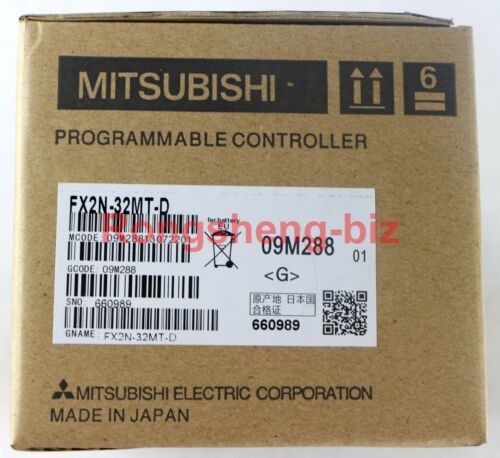 MITSUBISHI
6
PROGRAMMABLE CONTROLLER
FX2N-32MT-D
for battery
EU
Rongsheng-biz
MCODE: 09M2881307220
09M288 01
GCODE: 09M288
<G>
SNO: 660989
原产地 日本国
合格证
660989
GNAME: FX2N-32MT-D
MITSUBISHI ELECTRIC CORPORATION
MADE IN JAPAN